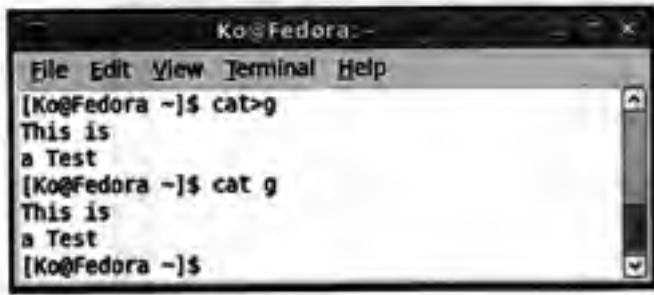 Ko@Fedora:~
File Edit View Terminal Help
[Ko@Fedora ~]$ cat>g
This is
a Test
[Ko@Fedora ~]$ cat g
This is
a Test
[Ko@Fedora ~]$